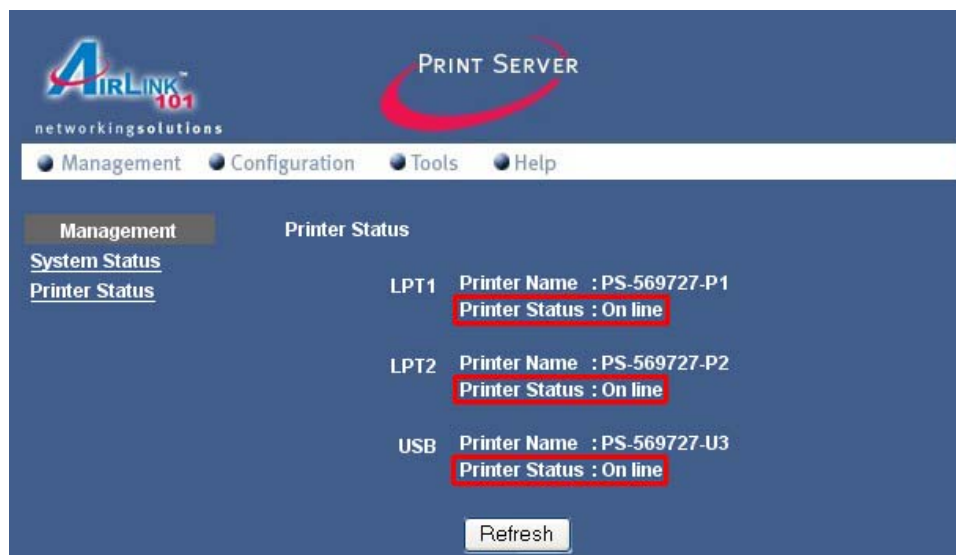 AIRLINK™
101
networkingsolutions
PRINT SERVER
Management Configuration Tools Help
Management
System Status
Printer Status
Printer Status
LPT1 Printer Name : PS-569727-P1
Printer Status : On line
LPT2 Printer Name : PS-569727-P2
Printer Status : On line
USB Printer Name : PS-569727-U3
Printer Status : On line
Refresh